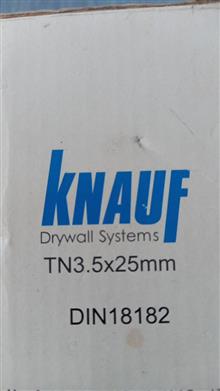 KNAUF
Drywall Systems
TN3.5x25mm
DIN18182